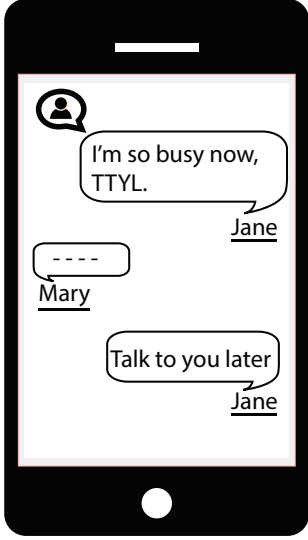 I'm so busy now,
TTYL.
Jane
- - - -
Mary
Talk to you later
Jane